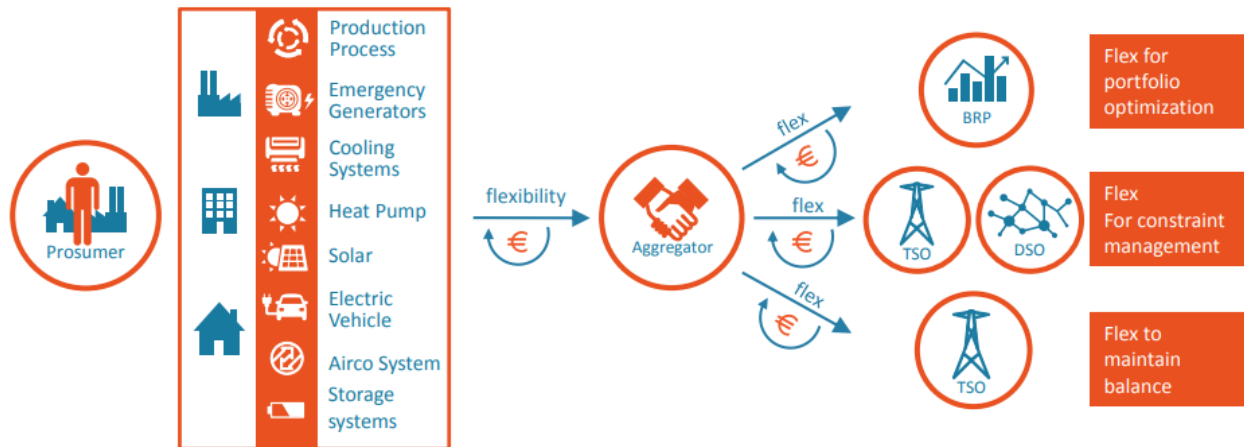 Prosumer
Production
Process
Emergency
Generators
Cooling
Systems
Heat Pump
Solar
Electric
Vehicle
Airco System
Storage
systems
flexibility
€
Aggregator
flex
€
flex
€
flex
€
BRP
Flex for
portfolio
optimization
TSO
DSO
Flex
For constraint
management
TSO
Flex to
maintain
balance